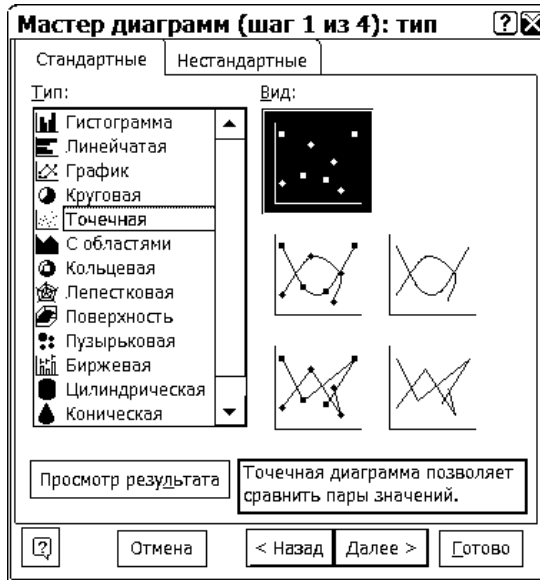 Мастер диаграмм (шаг 1 из 4): тип
Стандартные Нестандартные
Тип: Вид:
Гистограмма
Линейчатая
График
Круговая
Точечная
С областями
Кольцевая
Лепестковая
Поверхность
Пузырьковая
Биржевая
Цилиндрическая
Коническая
Просмотр результата
Точечная диаграмма позволяет
сравнить пары значений.
Отмена < Назад Далее > Готово